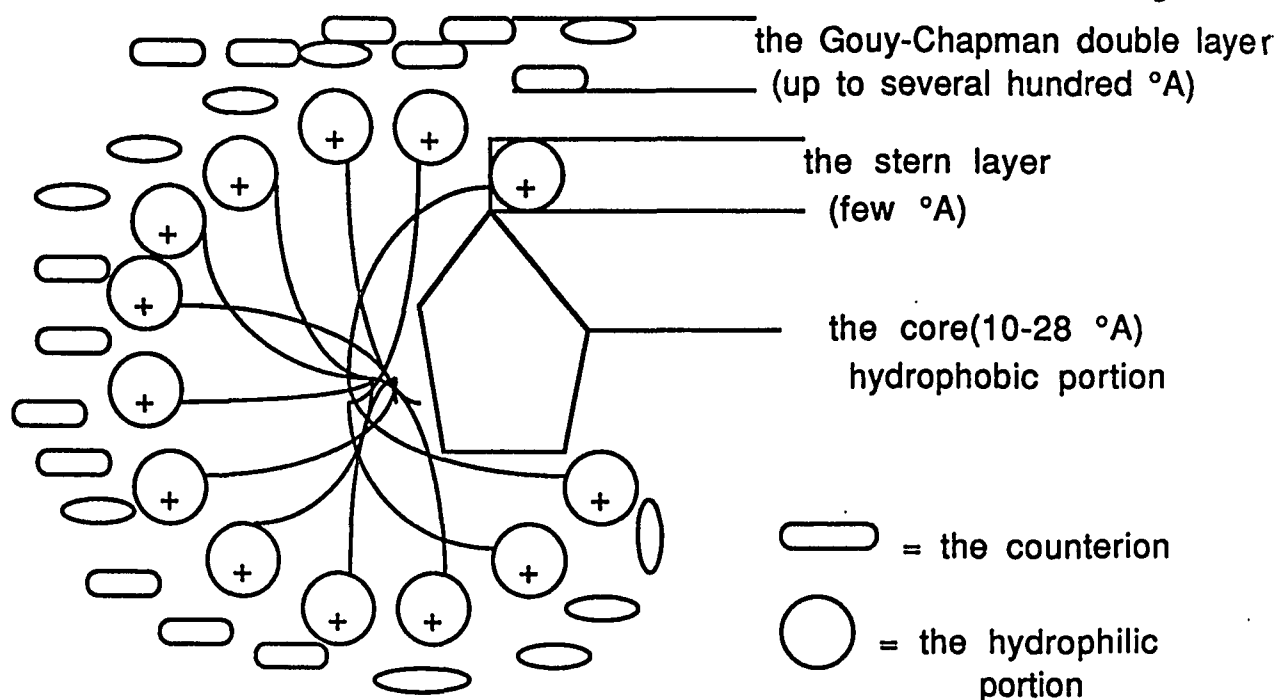 the Gouy-Chapman double layer
(up to several hundred °A)
the stern layer
(few °A)
the core(10-28 °A)
hydrophobic portion
= the counterion
= the hydrophilic
portion
+
+
+
+
+
+
+
+
+
+
+
+
+
+